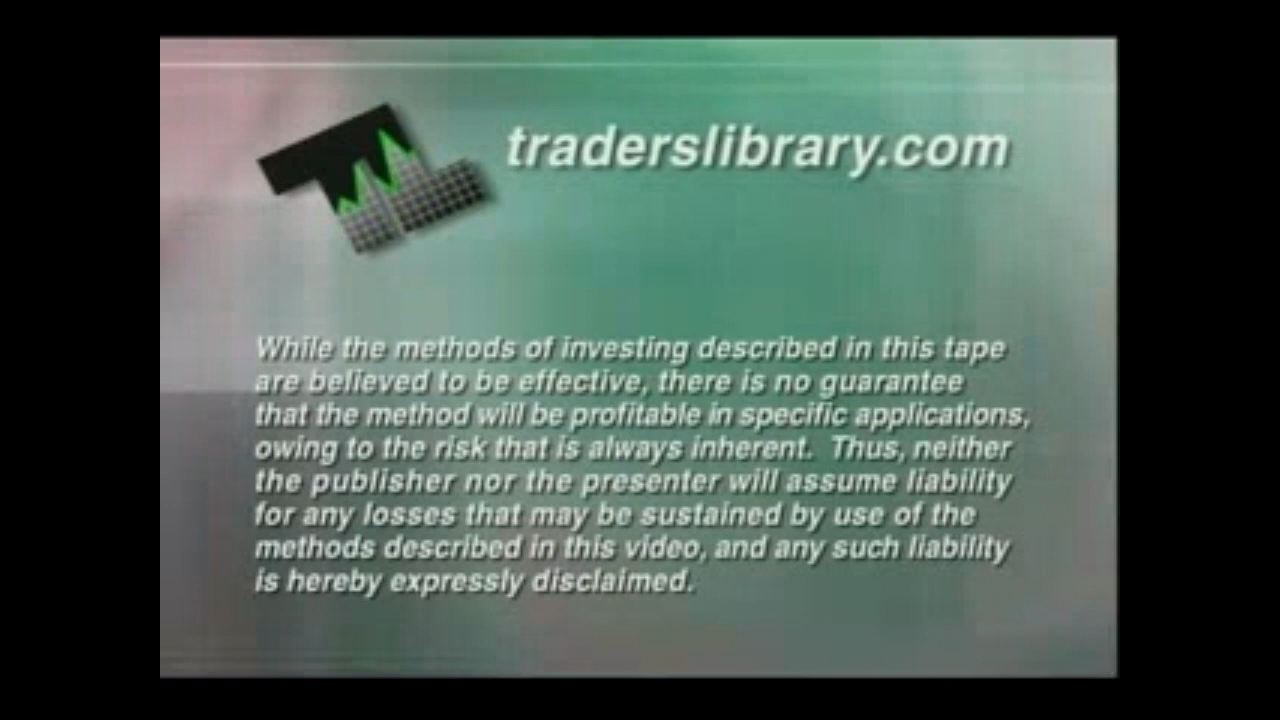 traderslibrary.com
While the methods of investing described in this tape
are believed to be effective, there is no guarantee
that the method will be profitable in specific applications,
owing to the risk that is always inherent. Thus, neither
the publisher nor the presenter will assume liability
for any losses that may be sustained by use of the
methods described in this video, and any such liability
is hereby expressly disclaimed.